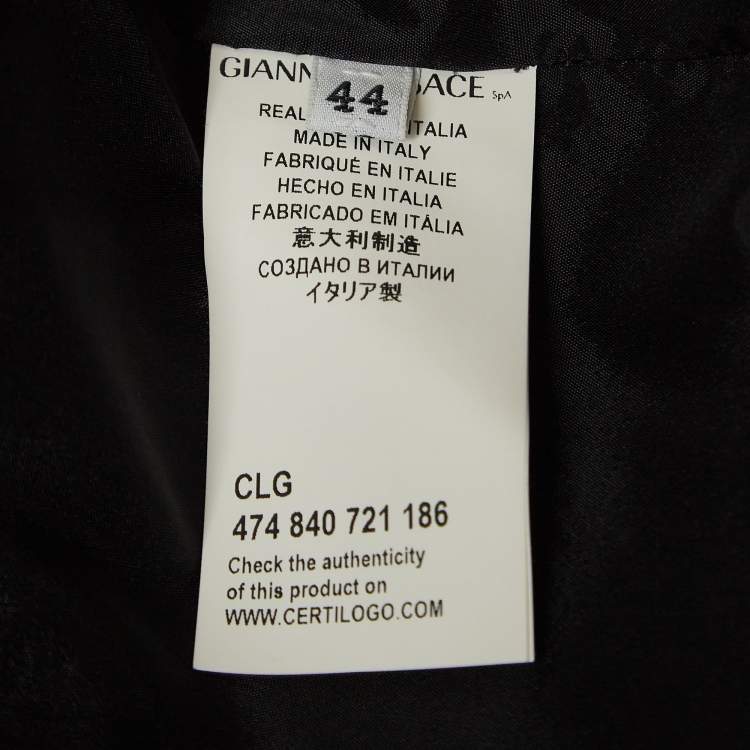 GIANN ACE SpA
44
REAL ITALIA
MADE IN ITALY
FABRIQUÉ EN ITALIE
HECHO EN ITALIA
FABRICADO EM ITÁLIA
意大利制造
СОЗДАНО В ИТАЛИИ
イタリア製
CLG
474 840 721 186
Check the authenticity
of this product on
WWW.CERTILOGO.COM